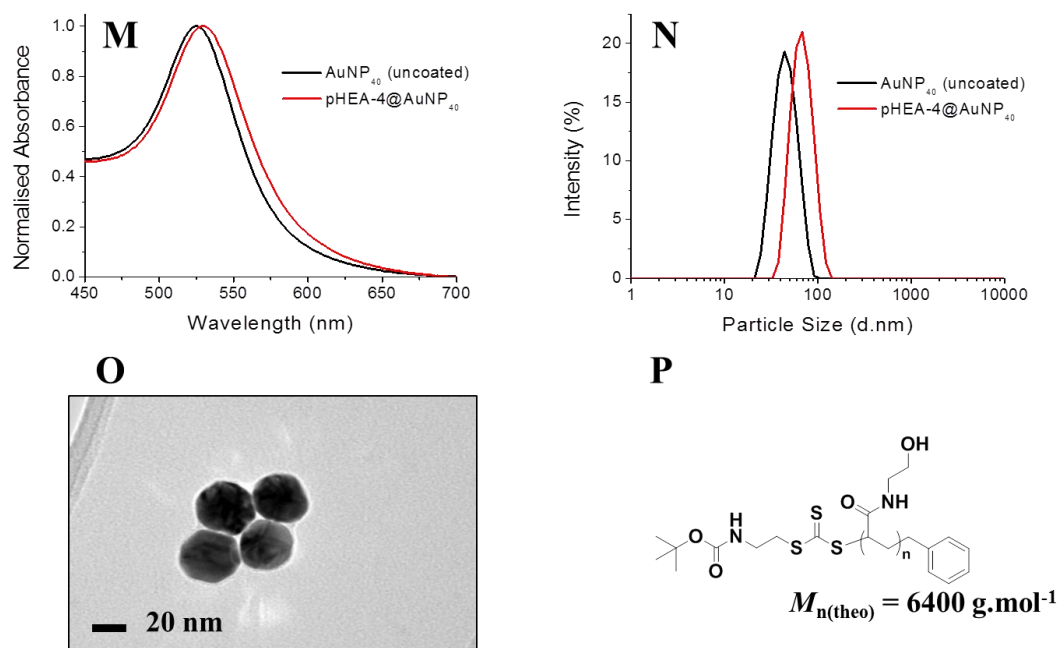 M
1.0
0.8
0.6
0.4
0.2
0.0
Normalised Absorbance
AuNP40 (uncoated)
pHEA-4@AuNP40
450 500 550 600 650 700
Wavelength (nm)
N
20
15
10
5
0
Intensity (%)
AuNP40 (uncoated)
pHEA-4@AuNP40
1 10 100 1000 10000
Particle Size (d.nm)
O
20 nm
P
OH
O NH
H S
O N S S n
O
Mn(theo) = 6400 g.mol-1